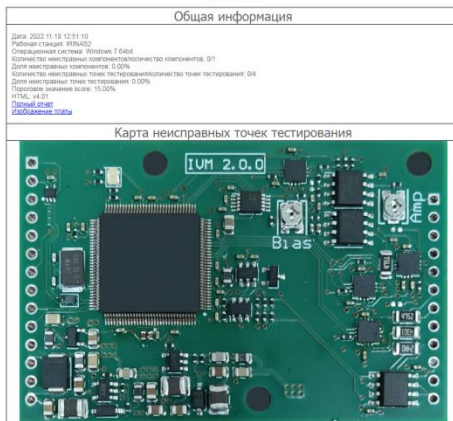 Общая информация
Дата: 2022.11.18 12:51:10
Рабочая станция: IRINAS2
Операционная система: Windows 7 64bit
Количество неисправных компонентов/количество компонентов: 0/1
Доля неисправных компонентов: 0.00%
Количество неисправных точек тестирования/количество точек тестирования: 0/4
Доля неисправных точек тестирования: 0.00%
Пороговое значение score: 15.00%
HTML: v4.01
Полный отчет
Изображение платы
Карта неисправных точек тестирования
IVM 2.0.0
Bias
Amp